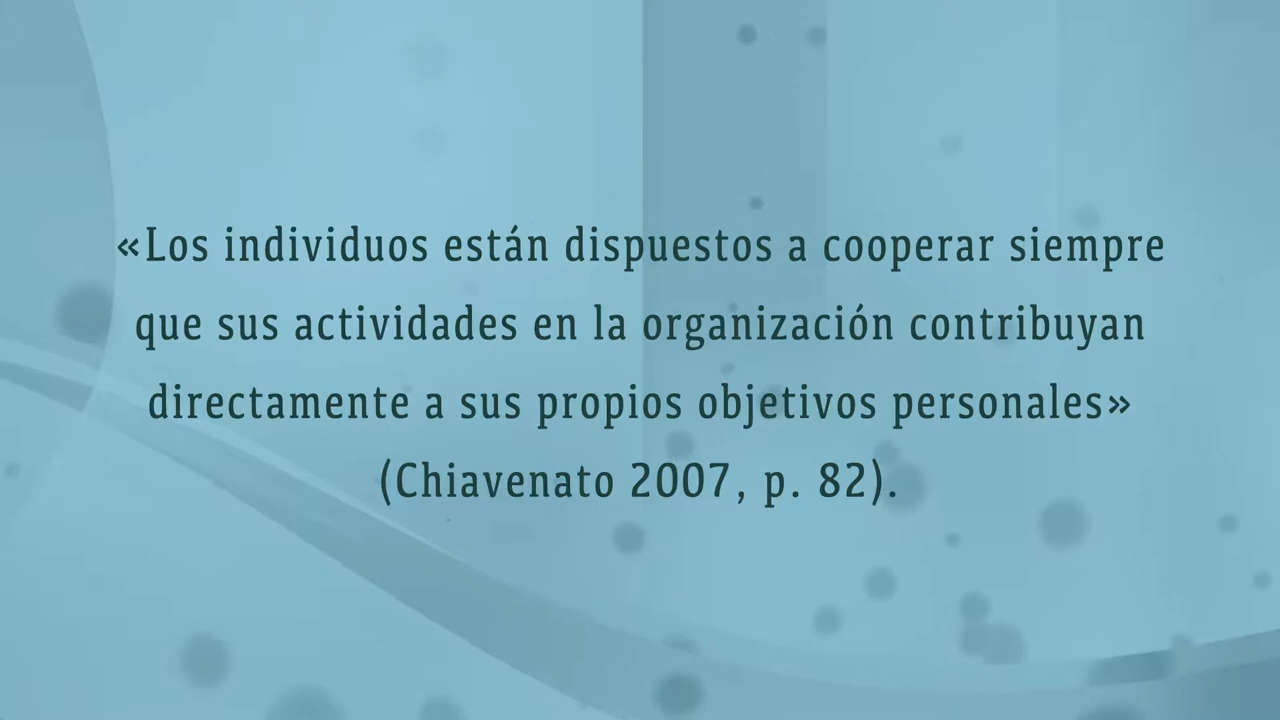 «Los individuos están dispuestos a cooperar siempre
que sus actividades en la organización contribuyan
directamente a sus propios objetivos personales»
(Chiavenato 2007, p. 82).